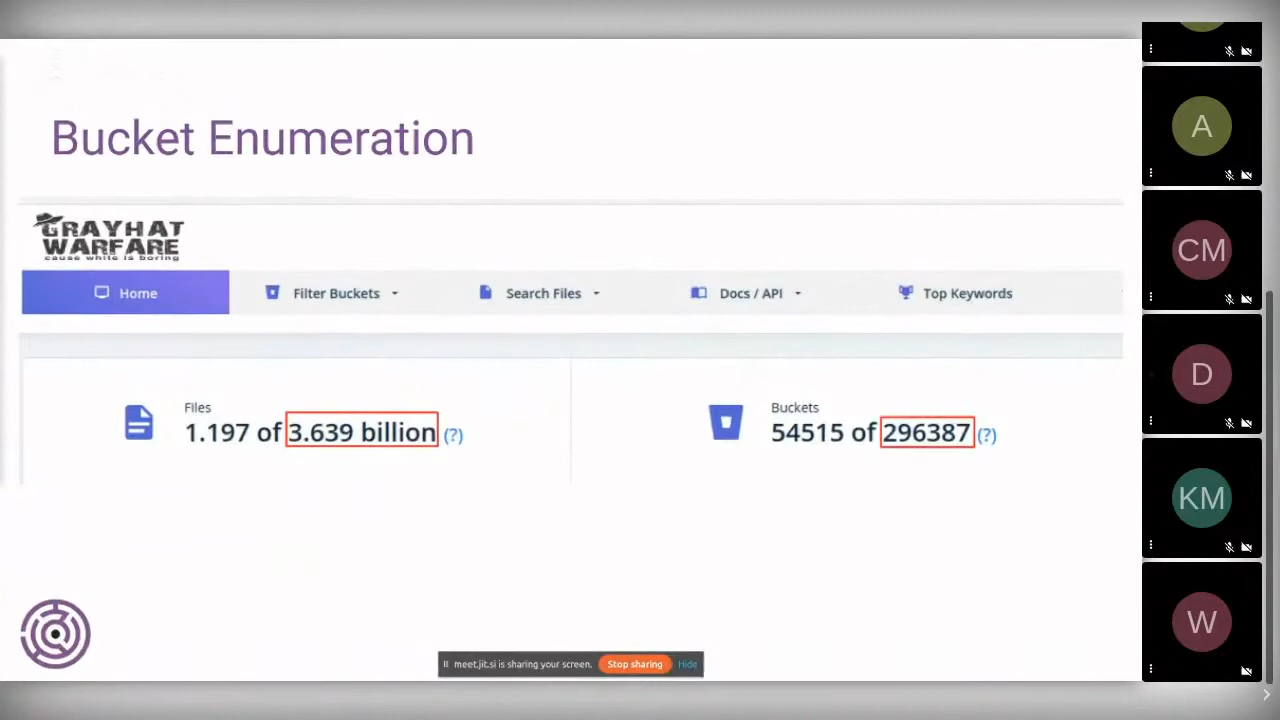 Bucket Enumeration
GRAYHAT
WARFARE
cause white is boring
Home
Filter Buckets
Search Files
Docs / API
Top Keywords
Files
1.197 of 3.639 billion (?)
Buckets
54515 of 296387 (?)
meet.jit.si is sharing your screen.
Stop sharing
Hide
A
CM
D
KM
W